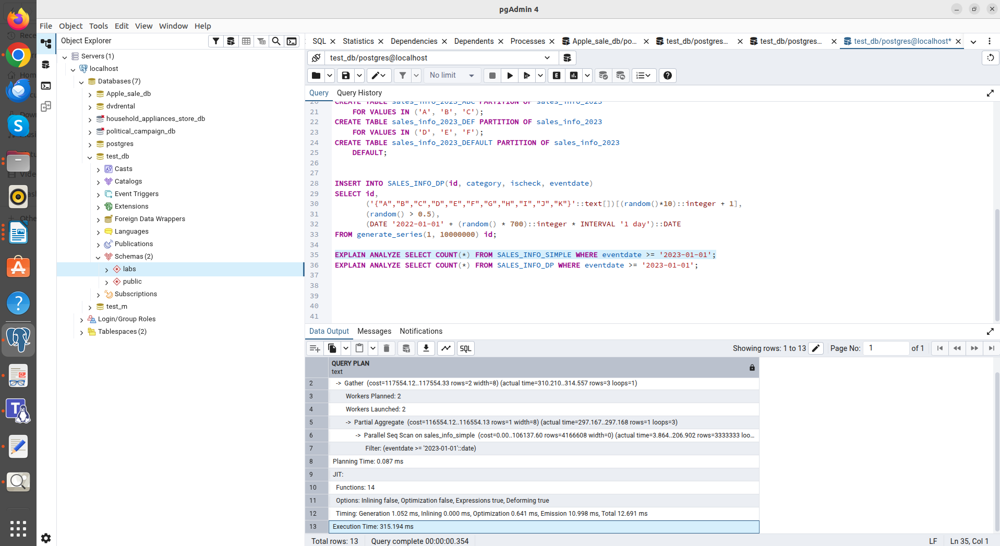 pgAdmin 4
File Object Tools Edit View Window Help
Object Explorer
SQL Statistics Dependencies Dependents Processes Apple_sale_db/po... test_db/postgres... test_db/postgres... test_db/postgres@localhost*
Servers (1)
localhost
Databases (7)
Apple_sale_db
dvdrental
household_appliances_store_db
political_campaign_db
postgres
test_db
Casts
Catalogs
Event Triggers
Extensions
Foreign Data Wrappers
Languages
Publications
Schemas (2)
labs
public
Subscriptions
test_m
Login/Group Roles
Tablespaces (2)
test_db/postgres@localhost
No limit
Query Query History
20 CREATE TABLE sales_info_2023_ABC PARTITION OF sales_info_2023
21 FOR VALUES IN ('A', 'B', 'C');
22 CREATE TABLE sales_info_2023_DEF PARTITION OF sales_info_2023
23 FOR VALUES IN ('D', 'E', 'F');
24 CREATE TABLE sales_info_2023_DEFAULT PARTITION OF sales_info_2023
25 DEFAULT;
26
27
28 INSERT INTO SALES_INFO_DP(id, category, ischeck, eventdate)
29 SELECT id,
30 ('{"A","B","C","D","E","F","G","H","I","J","K"}'::text[])[(random()*10)::integer + 1],
31 (random() > 0.5),
32 (DATE '2022-01-01' + (random() * 700)::integer * INTERVAL '1 day')::DATE
33 FROM generate_series(1, 10000000) id;
34
35 EXPLAIN ANALYZE SELECT COUNT(*) FROM SALES_INFO_SIMPLE WHERE eventdate >= '2023-01-01';
36 EXPLAIN ANALYZE SELECT COUNT(*) FROM SALES_INFO_DP WHERE eventdate >= '2023-01-01';
37
38
39
40
41
Data Output Messages Notifications
SQL
Showing rows: 1 to 13 Page No: 1 of 1
QUERY PLAN
text
2 -> Gather (cost=117554.12..117554.33 rows=2 width=8) (actual time=310.210..314.557 rows=3 loops=1)
3 Workers Planned: 2
4 Workers Launched: 2
5 -> Partial Aggregate (cost=116554.12..116554.13 rows=1 width=8) (actual time=297.167..297.168 rows=1 loops=3)
6 -> Parallel Seq Scan on sales_info_simple (cost=0.00..106137.60 rows=4166608 width=0) (actual time=3.864..206.902 rows=3333333 loo...
7 Filter: (eventdate >= '2023-01-01'::date)
8 Planning Time: 0.087 ms
9 JIT:
10 Functions: 14
11 Options: Inlining false, Optimization false, Expressions true, Deforming true
12 Timing: Generation 1.052 ms, Inlining 0.000 ms, Optimization 0.641 ms, Emission 10.998 ms, Total 12.691 ms
13 Execution Time: 315.194 ms
Total rows: 13 Query complete 00:00:00.354 LF Ln 35, Col 1